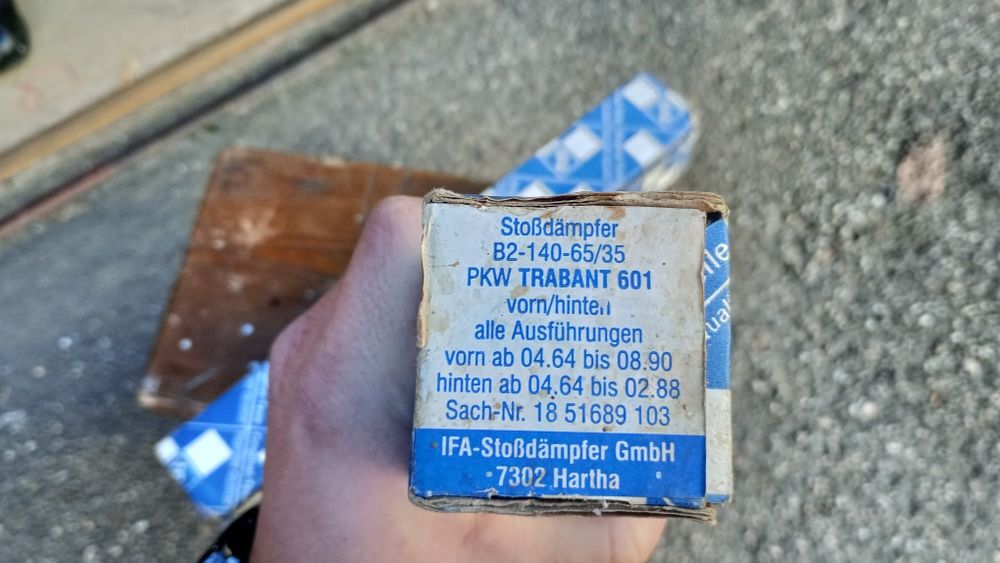 Stoßdämpfer
B2-140-65/35
PKW TRABANT 601
vorn/hinten
alle Ausführungen
vorn ab 04.64 bis 08.90
hinten ab 04.64 bis 02.88
Sach-Nr. 18 51689 103
IFA-Stoßdämpfer GmbH
7302 Hartha